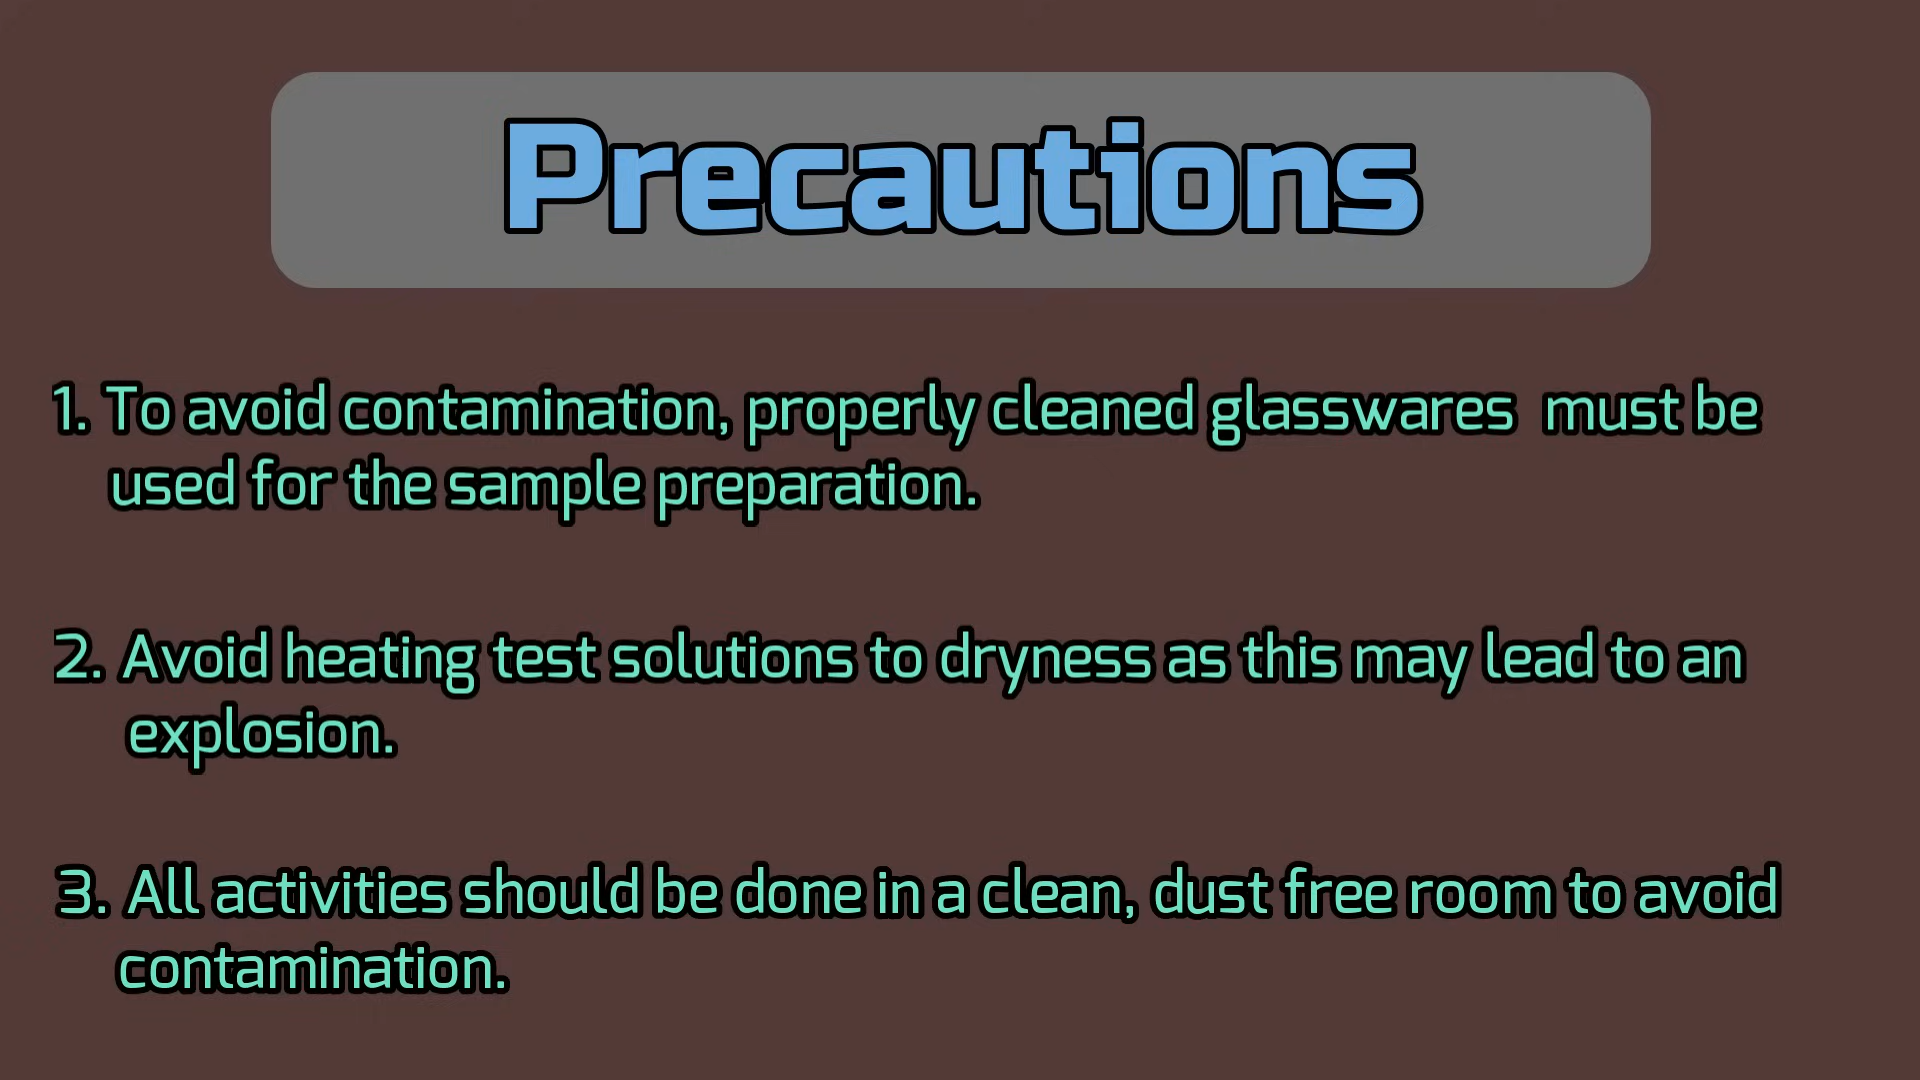 Precautions
1. To avoid contamination, properly cleaned glasswares  must be
used for the sample preparation.
2. Avoid heating test solutions to dryness as this may lead to an
explosion.
3. All activities should be done in a clean, dust free room to avoid
contamination.